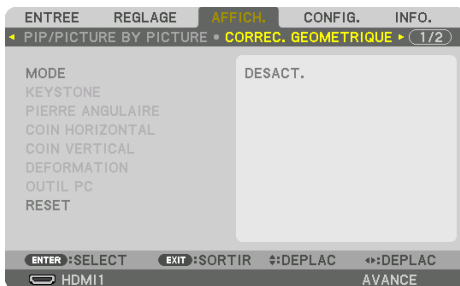 ENTREE REGLAGE AFFICH. CONFIG. INFO.
◂ PIP/PICTURE BY PICTURE • CORREC. GEOMETRIQUE ▸ 1/2
MODE DESACT.
KEYSTONE
PIERRE ANGULAIRE
COIN HORIZONTAL
COIN VERTICAL
DEFORMATION
OUTIL PC
RESET
ENTER :SELECT EXIT :SORTIR ♦:DEPLAC ◂▸:DEPLAC
HDMI1 AVANCE